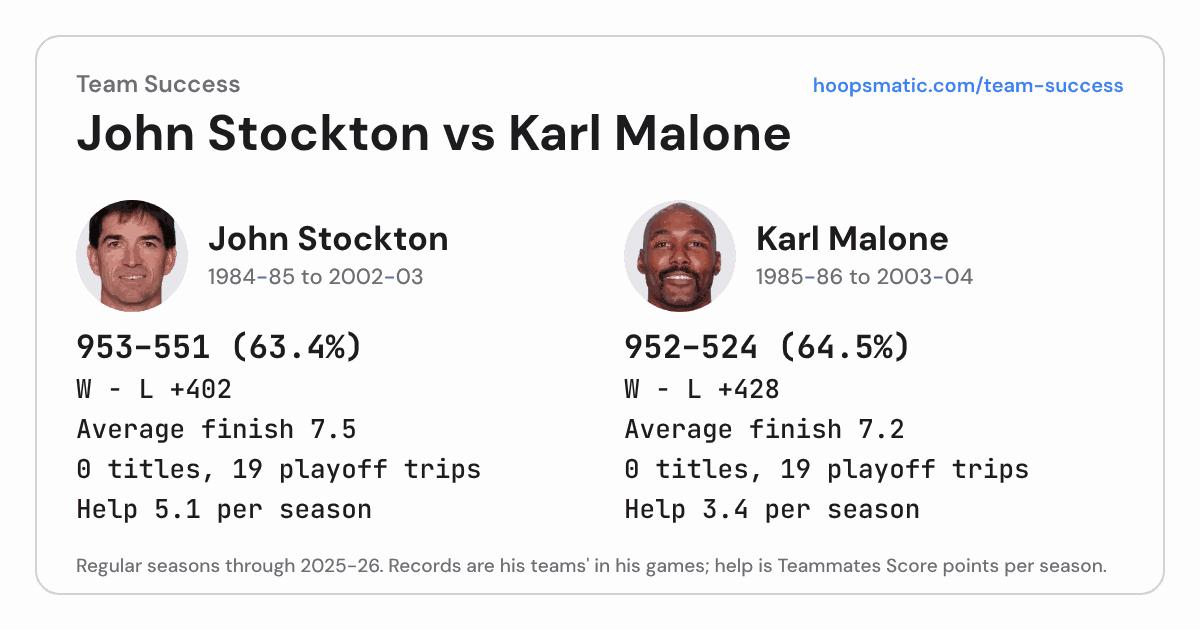 Team Success
hoopsmatic.com/team-success
John Stockton vs Karl Malone
John Stockton
1984–85 to 2002–03
953–551 (63.4%)
W - L +402
Average finish 7.5
0 titles, 19 playoff trips
Help 5.1 per season
Karl Malone
1985–86 to 2003–04
952–524 (64.5%)
W - L +428
Average finish 7.2
0 titles, 19 playoff trips
Help 3.4 per season
Regular seasons through 2025-26. Records are his teams' in his games; help is Teammates Score points per season.